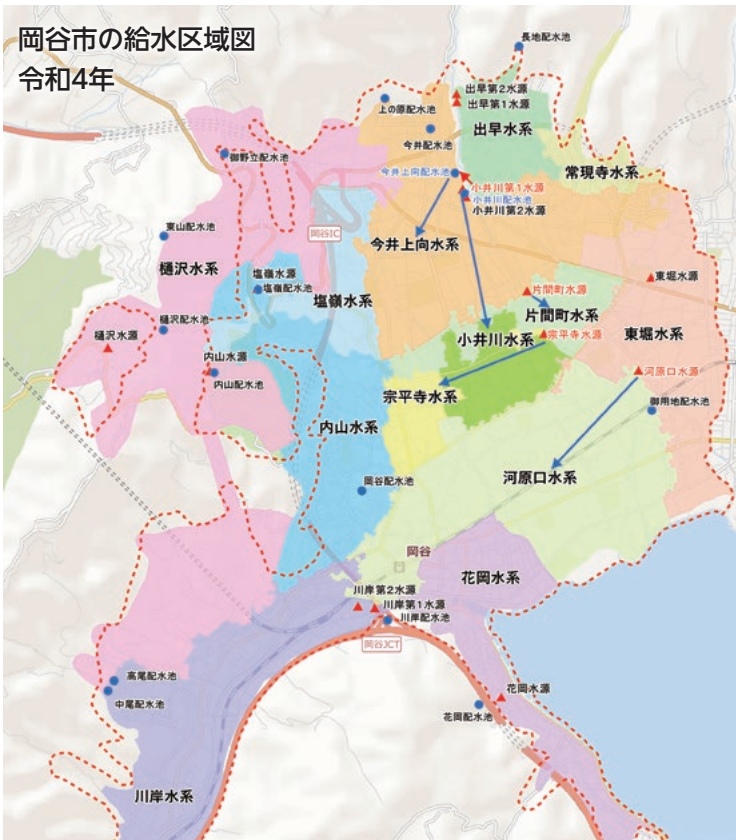 岡谷市の給水区域図
令和4年
長地配水池
出早第2水源
出早第1水源
上の原配水池
出早水系
今井配水池
御野立配水池
常現寺水系
今井上向配水池
小井川第1水源
小井川配水池
小井川第2水源
東山配水池
岡谷IC
今井上向水系
樋沢水系
塩嶺水源
塩嶺配水池
塩嶺水系
東堀水源
片間町水源
片間町水系
樋沢配水池
樋沢水源
小井川水系
宗平寺水源
東堀水系
内山水源
内山配水池
河原口水源
宗平寺水系
御用地配水池
内山水系
河原口水系
岡谷配水池
岡谷
花岡水系
川岸第2水源
川岸第1水源
川岸配水池
岡谷JCT
高尾配水池
中尾配水池
花岡水源
花岡配水池
川岸水系